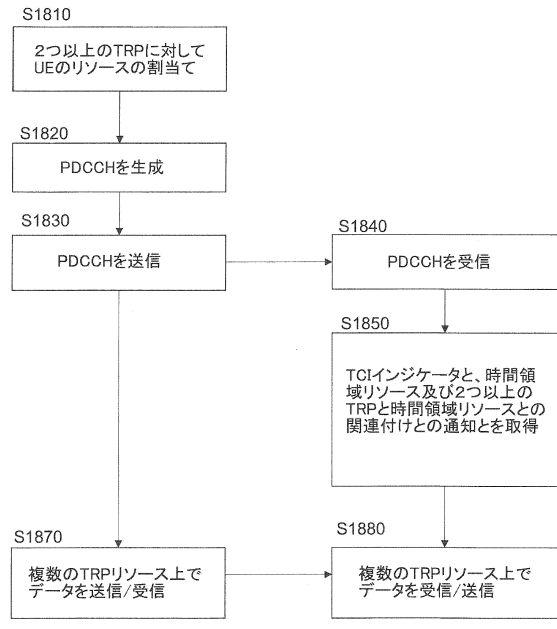 S1810
2つ以上のTRPに対して
UEのリソースの割当て
S1820
PDCCHを生成
S1830
PDCCHを送信
S1840
PDCCHを受信
S1850
TCIインジケータと、時間領
域リソース及び2つ以上の
TRPと時間領域リソースとの
関連付けとの通知とを取得
S1870
複数のTRPリソース上で
データを送信/受信
S1880
複数のTRPリソース上で
データを受信/送信